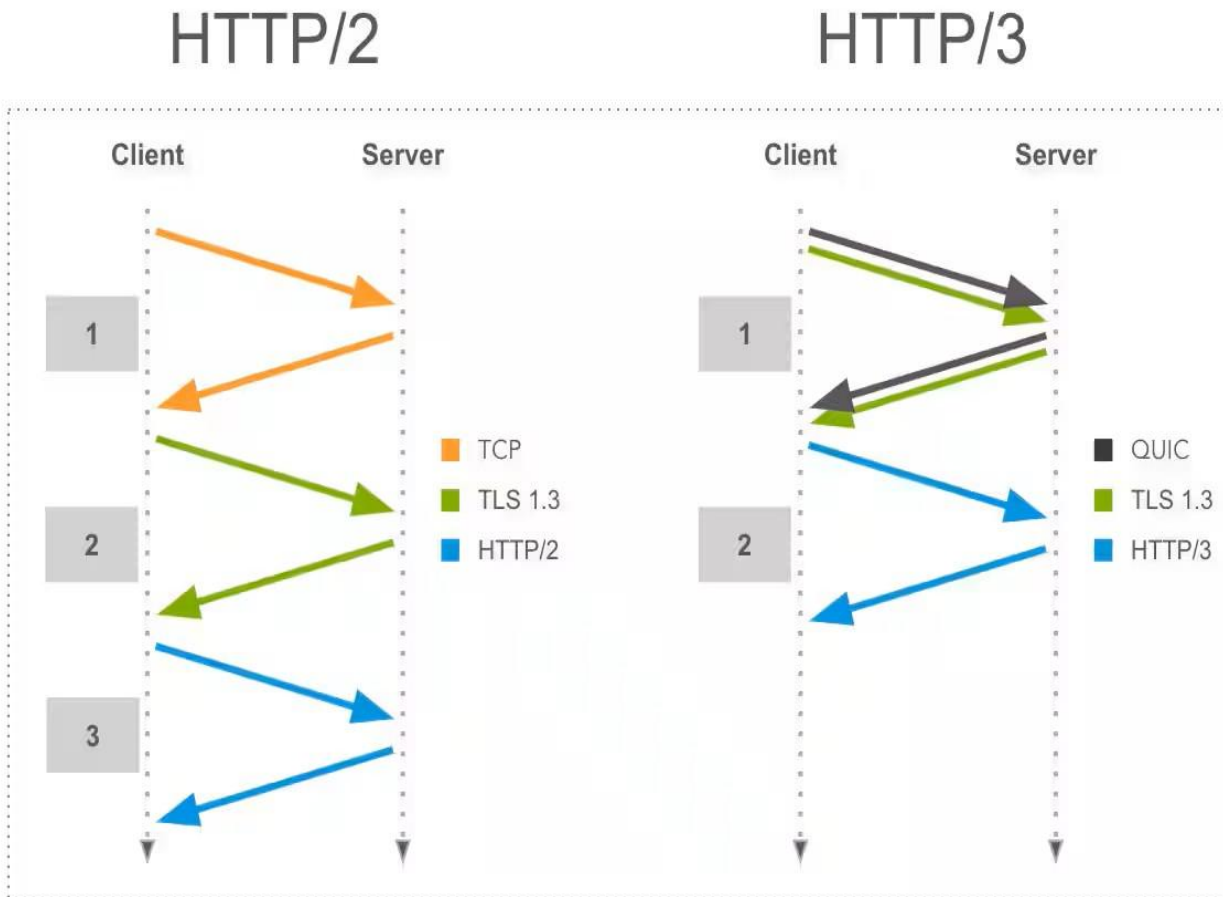 HTTP/2
HTTP/3
Client
Server
Client
Server
1
1
TCP
TLS 1.3
HTTP/2
QUIC
TLS 1.3
HTTP/3
2
2
3